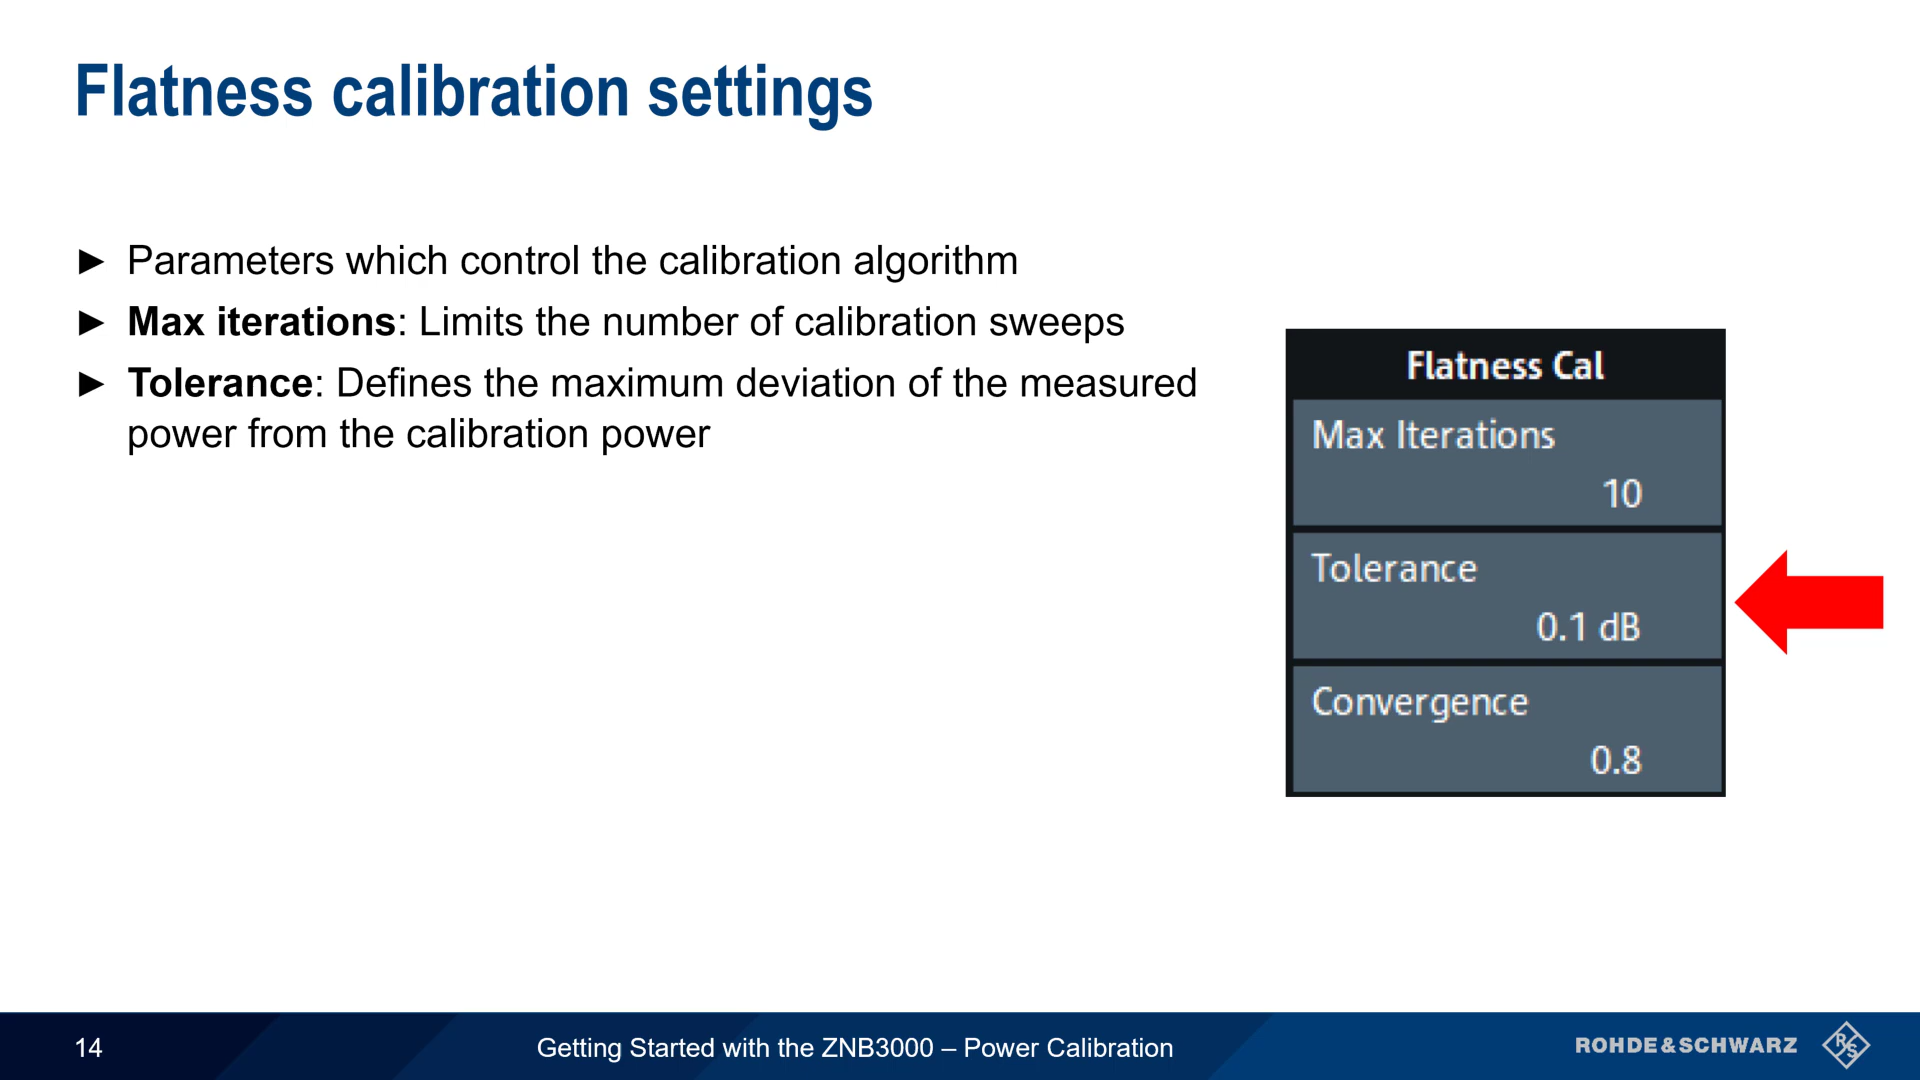 Flatness calibration settings
► Parameters which control the calibration algorithm
► Max iterations: Limits the number of calibration sweeps
► Tolerance: Defines the maximum deviation of the measured
power from the calibration power
Flatness Cal
Max Iterations
10
Tolerance
0.1 dB
Convergence
0.8
14
Getting Started with the ZNB3000 – Power Calibration
ROHDE&SCHWARZ
R&S